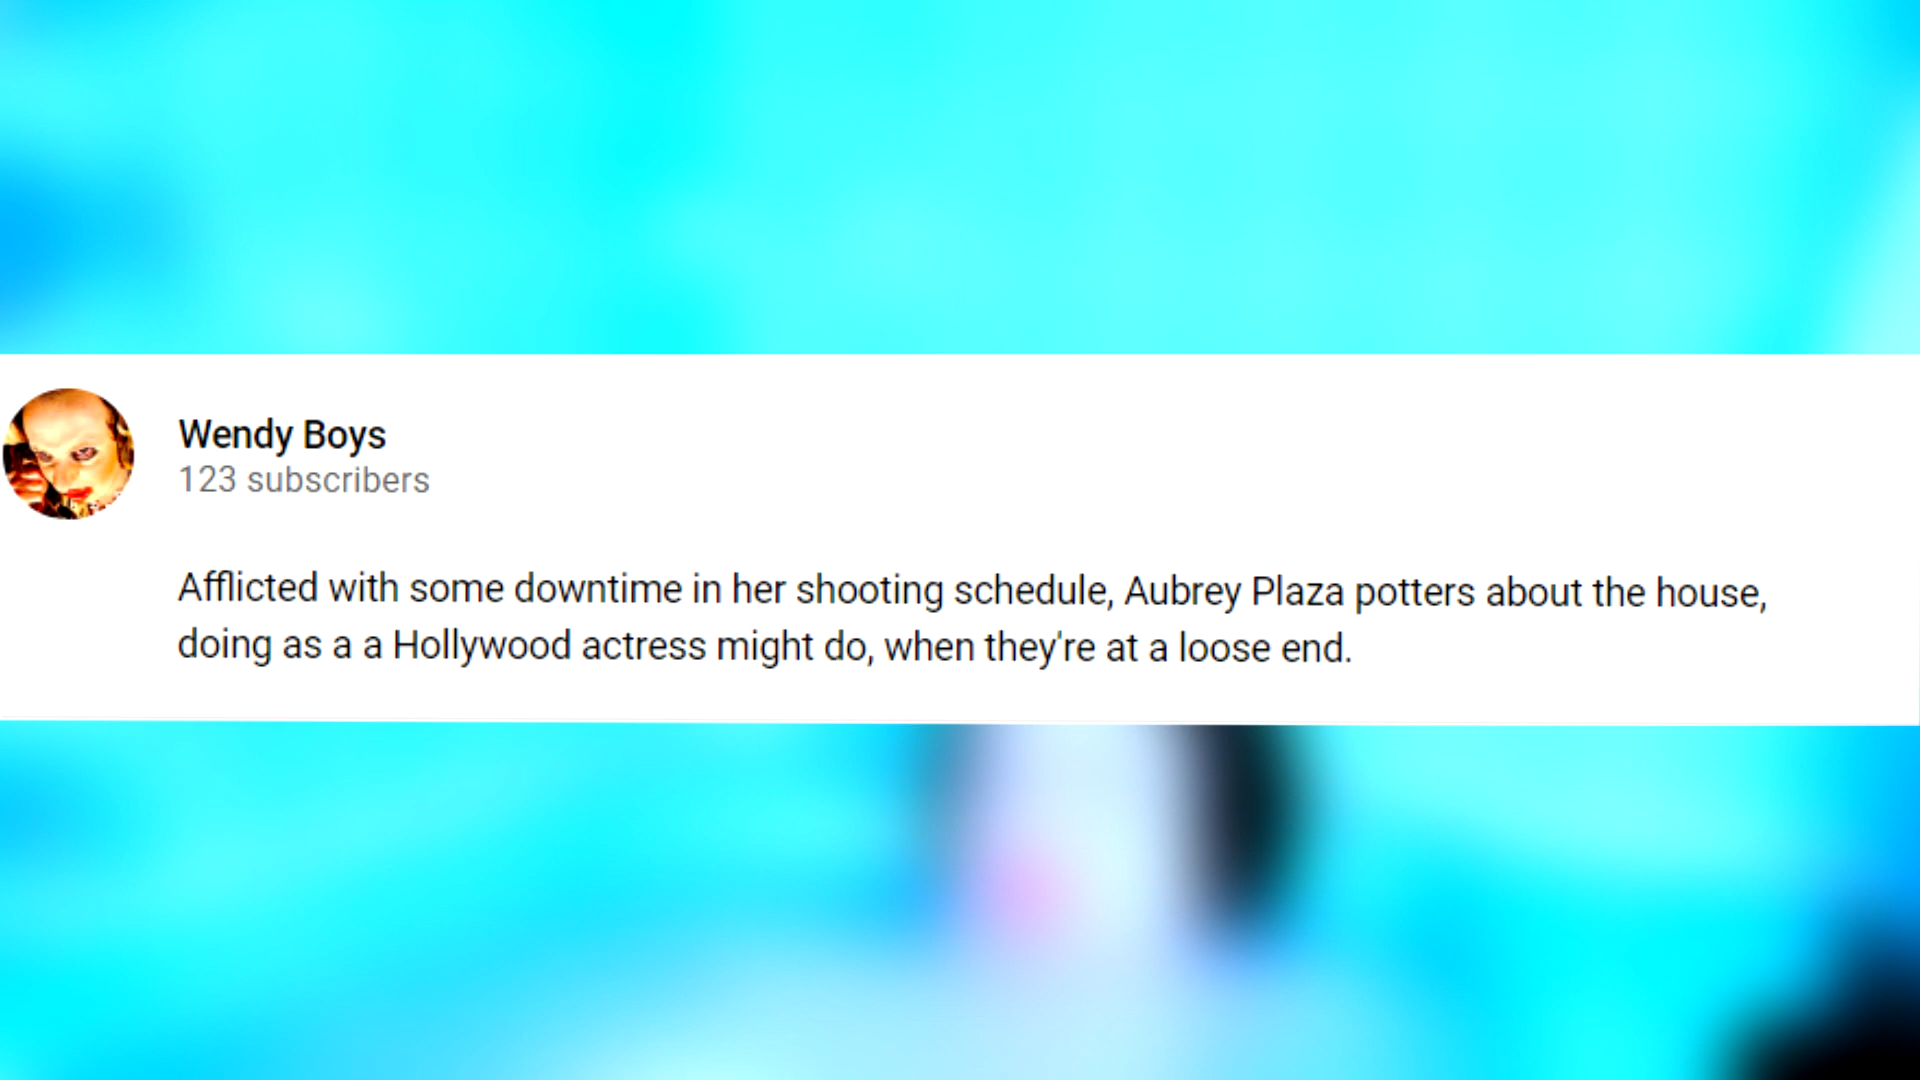 Wendy Boys
123 subscribers
Afflicted with some downtime in her shooting schedule, Aubrey Plaza potters about the house,
doing as a a Hollywood actress might do, when they're at a loose end.